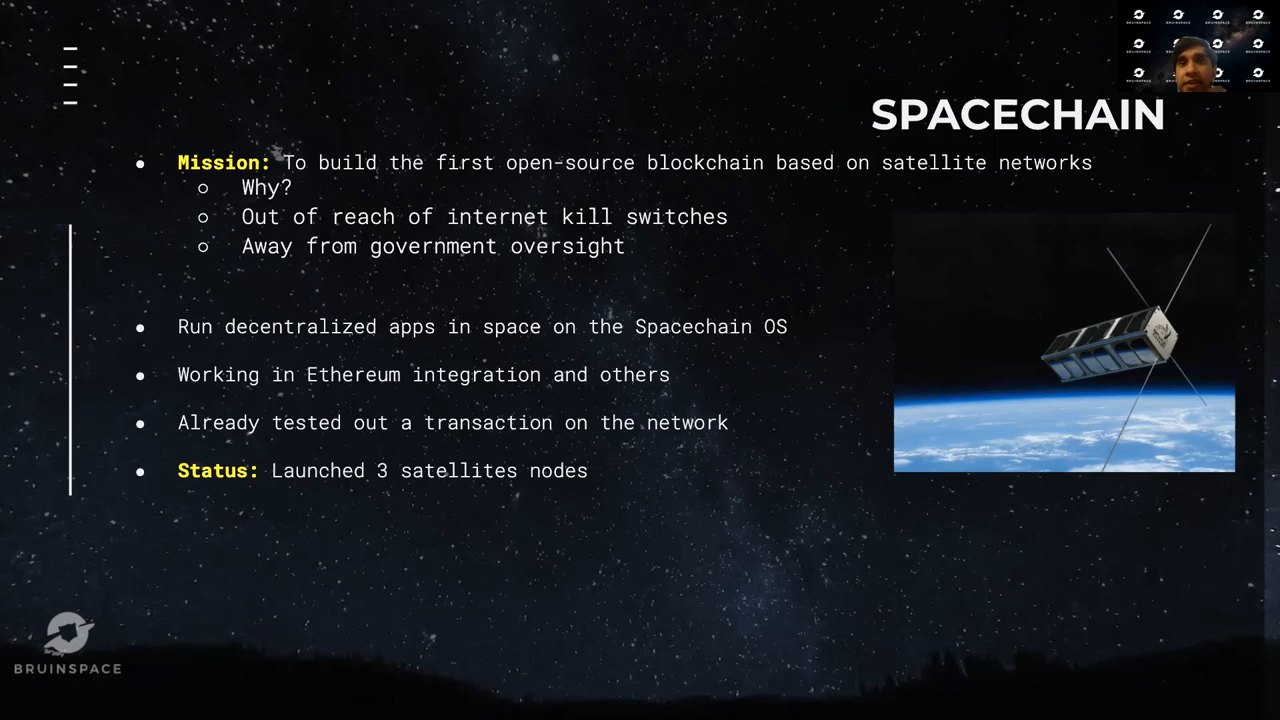 SPACECHAIN
● Mission: To build the first open-source blockchain based on satellite networks
○ Why?
○ Out of reach of internet kill switches
○ Away from government oversight
● Run decentralized apps in space on the Spacechain OS
● Working in Ethereum integration and others
● Already tested out a transaction on the network
● Status: Launched 3 satellites nodes
BRUINSPACE